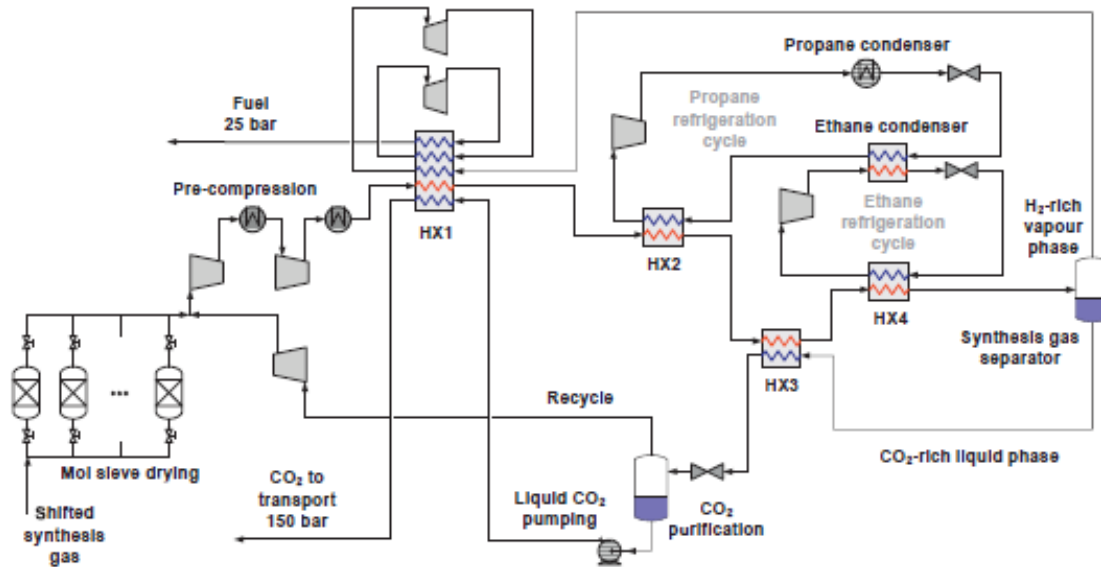 Propane condenser
Fuel
25 bar
Propane
refrigeration
cycle
Ethane condenser
Pre-compression
Ethane
refrigeration
cycle
H₂-rich
vapour
phase
HX1
HX2
HX4
HX3
Synthesis gas
separator
Recycle
...
Mol sieve drying
CO₂-rich liquid phase
CO₂ to
transport
150 bar
Liquid CO₂
pumping
CO₂
purification
Shifted
synthesis
gas